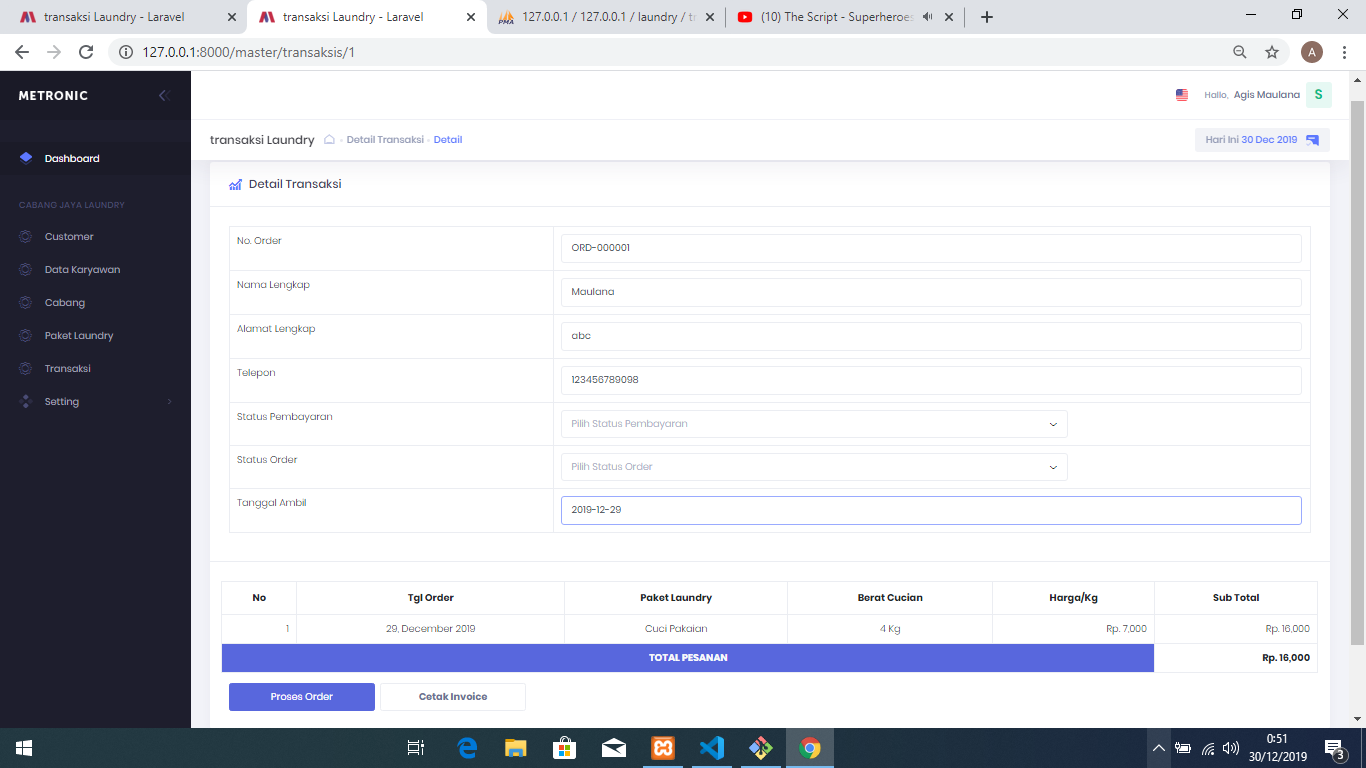 transaksi Laundry - Laravel
transaksi Laundry - Laravel
127.0.0.1 / 127.0.0.1 / laundry / tr
(10) The Script - Superheroes
127.0.0.1:8000/master/transaksis/1
A
METRONIC
Hallo, Agis Maulana S
transaksi Laundry - Detail Transaksi - Detail
Hari Ini 30 Dec 2019
Dashboard
CABANG JAYA LAUNDRY
Customer
Data Karyawan
Cabang
Paket Laundry
Transaksi
Setting
Detail Transaksi
No. Order ORD-000001
Nama Lengkap Maulana
Alamat Lengkap abc
Telepon 123456789098
Status Pembayaran Pilih Status Pembayaran
Status Order Pilih Status Order
Tanggal Ambil 2019-12-29
No Tgl Order Paket Laundry Berat Cucian Harga/Kg Sub Total
1 29, December 2019 Cuci Pakaian 4 Kg Rp. 7,000 Rp. 16,000
TOTAL PESANAN Rp. 16,000
Proses Order Cetak Invoice
0:51
30/12/2019
3